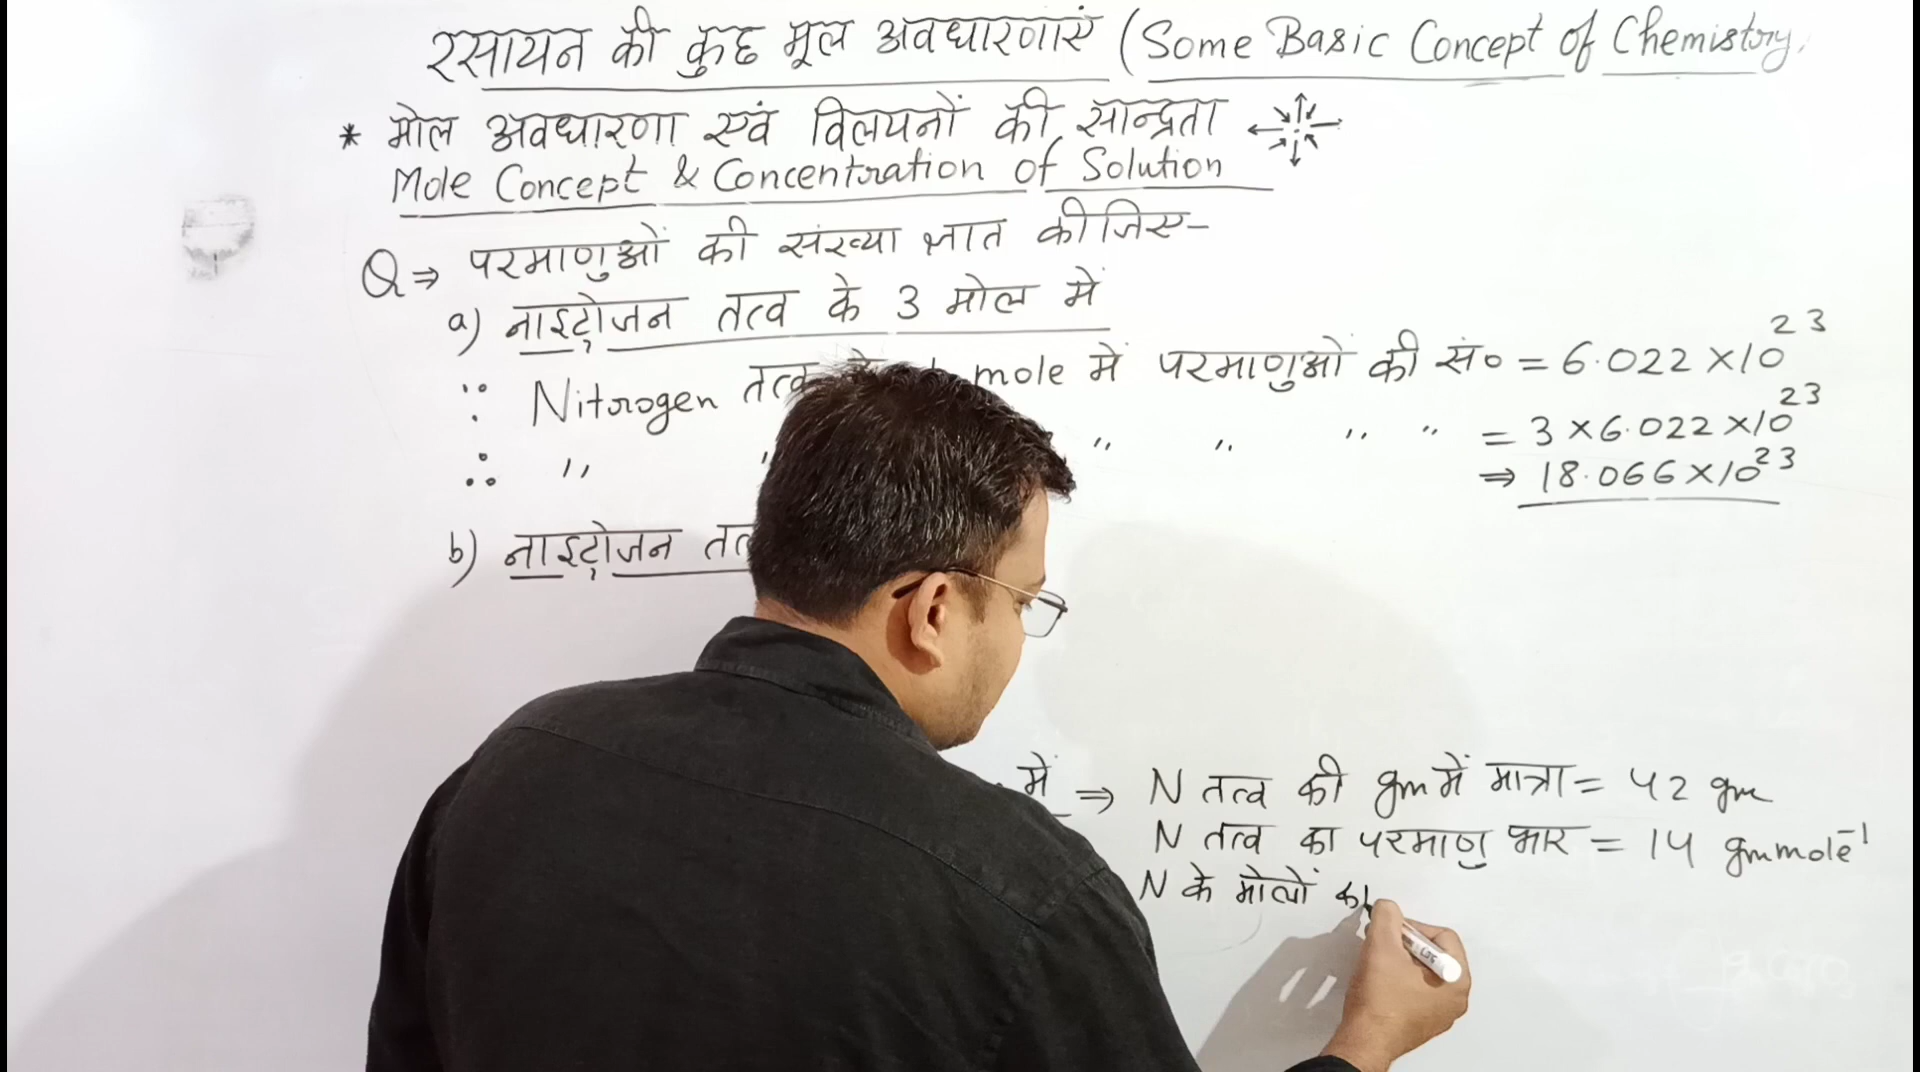 रसायन की कुछ मूल अवधारणाएं (Some Basic Concept of Chemistry,
* मोल अवधारणा एवं विलयनों की सान्द्रता
Mole Concept & Concentration of Solution
Q⇒ परमाणुओं की संख्या ज्ञात कीजिए-
a) नाइट्रोजन तत्व के 3 मोल में
∵ Nitrogen तत्व mole में परमाणुओं की सं० = 6.022 ×10²³
∴ " " " " " = 3 ×6.022 ×10²³
⇒ 18.066 ×10²³
b) नाइट्रोजन
में ⇒ N तत्व की gm में मात्रा = 42 gm
N तत्व का परमाणु भार = 14 gm mole⁻¹
N के मोलों